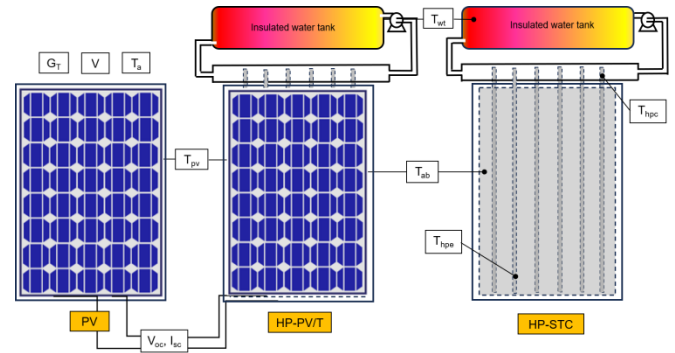 Insulated water tank
T_wt
Insulated water tank
G_T
V
T_a
T_hpc
T_pv
T_ab
T_hpe
PV
V_oc, I_sc
HP-PV/T
HP-STC